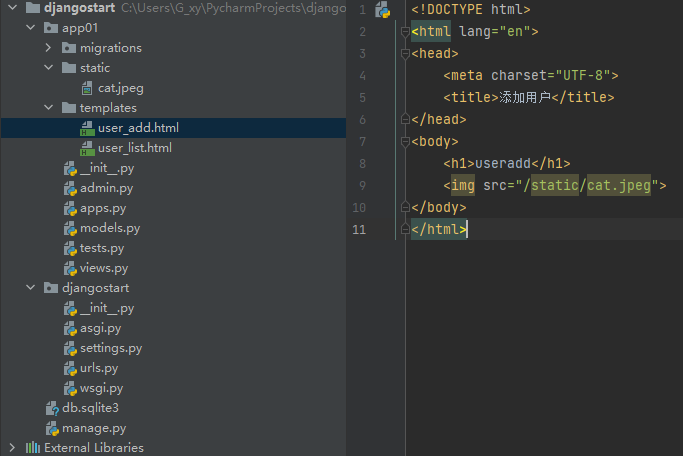 djangostart C:\Users\G_xy\PycharmProjects\django
app01
migrations
static
cat.jpeg
templates
user_add.html
user_list.html
__init__.py
admin.py
apps.py
models.py
tests.py
views.py
djangostart
__init__.py
asgi.py
settings.py
urls.py
wsgi.py
db.sqlite3
manage.py
External Libraries
1 <!DOCTYPE html>
2 <html lang="en">
3 <head>
4 <meta charset="UTF-8">
5 <title>添加用户</title>
6 </head>
7 <body>
8 <h1>useradd</h1>
9 <img src="/static/cat.jpeg">
10 </body>
11 </html>